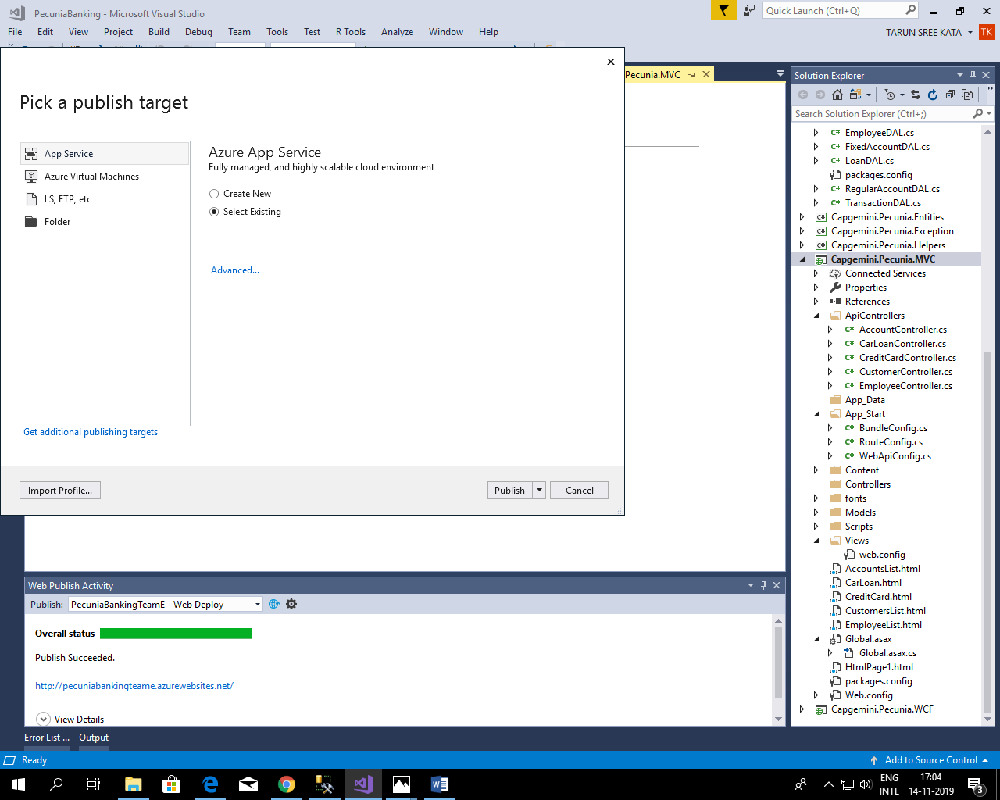 PecuniaBanking - Microsoft Visual Studio
Quick Launch (Ctrl+Q)
File Edit View Project Build Debug Team Tools Test R Tools Analyze Window Help
TARUN SREE KATA TK
Pick a publish target
App Service
Azure Virtual Machines
IIS, FTP, etc
Folder
Get additional publishing targets
Azure App Service
Fully managed, and highly scalable cloud environment
Create New
Select Existing
Advanced...
Import Profile...
Publish
Cancel
Pecunia.MVC
Solution Explorer
Search Solution Explorer (Ctrl+;)
C# EmployeeDAL.cs
C# FixedAccountDAL.cs
C# LoanDAL.cs
packages.config
C# RegularAccountDAL.cs
C# TransactionDAL.cs
C# Capgemini.Pecunia.Entities
C# Capgemini.Pecunia.Exception
C# Capgemini.Pecunia.Helpers
Capgemini.Pecunia.MVC
Connected Services
Properties
References
ApiControllers
C# AccountController.cs
C# CarLoanController.cs
C# CreditCardController.cs
C# CustomerController.cs
C# EmployeeController.cs
App_Data
App_Start
C# BundleConfig.cs
C# RouteConfig.cs
C# WebApiConfig.cs
Content
Controllers
fonts
Models
Scripts
Views
web.config
AccountsList.html
CarLoan.html
CreditCard.html
CustomersList.html
EmployeeList.html
Global.asax
Global.asax.cs
HtmlPage1.html
packages.config
Web.config
Capgemini.Pecunia.WCF
Web Publish Activity
Publish: PecuniaBankingTeamE - Web Deploy
Overall status
Publish Succeeded.
http://pecuniabankingteame.azurewebsites.net/
View Details
Error List ... Output
Ready
Add to Source Control
ENG
INTL
17:04
14-11-2019
3